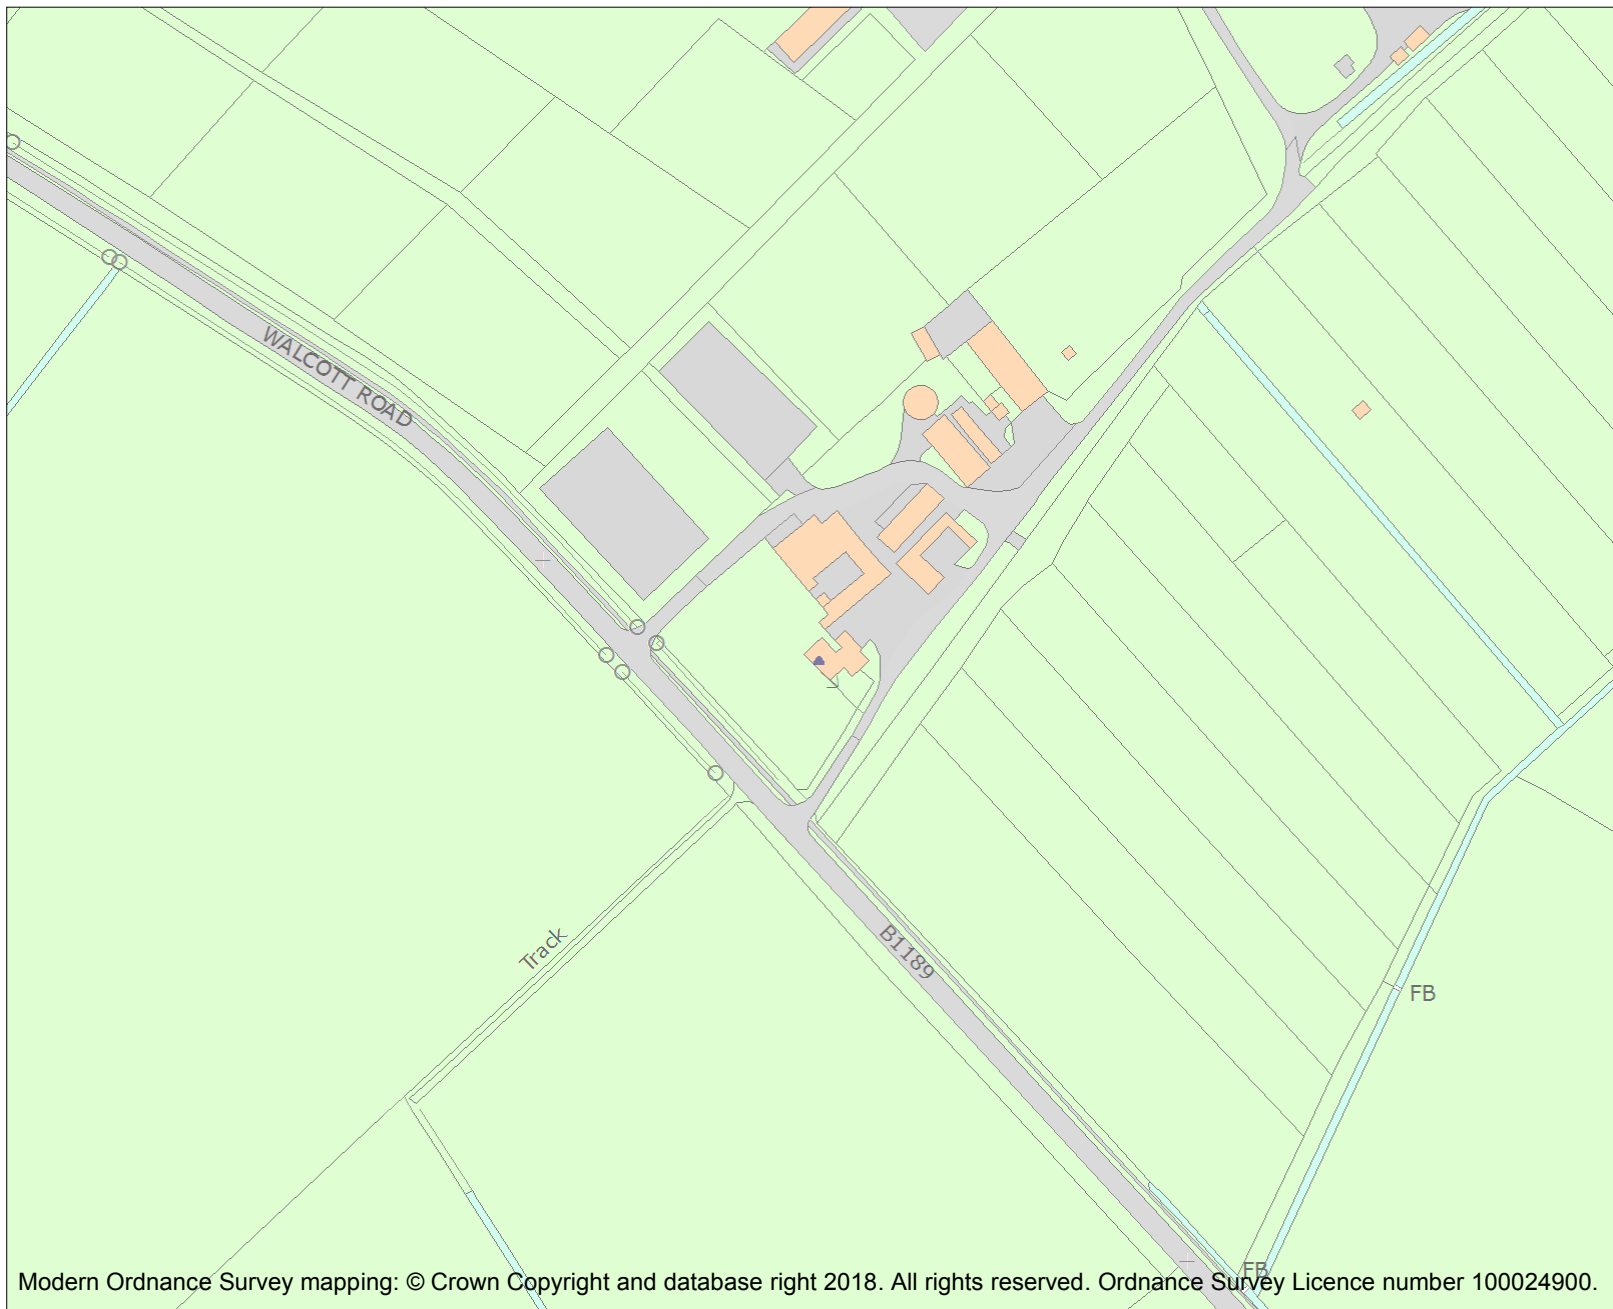 WALCOTT ROAD
Track
B1189
FB
FB
Modern Ordnance Survey mapping: © Crown Copyright and database right 2018. All rights reserved. Ordnance Survey Licence number 100024900.